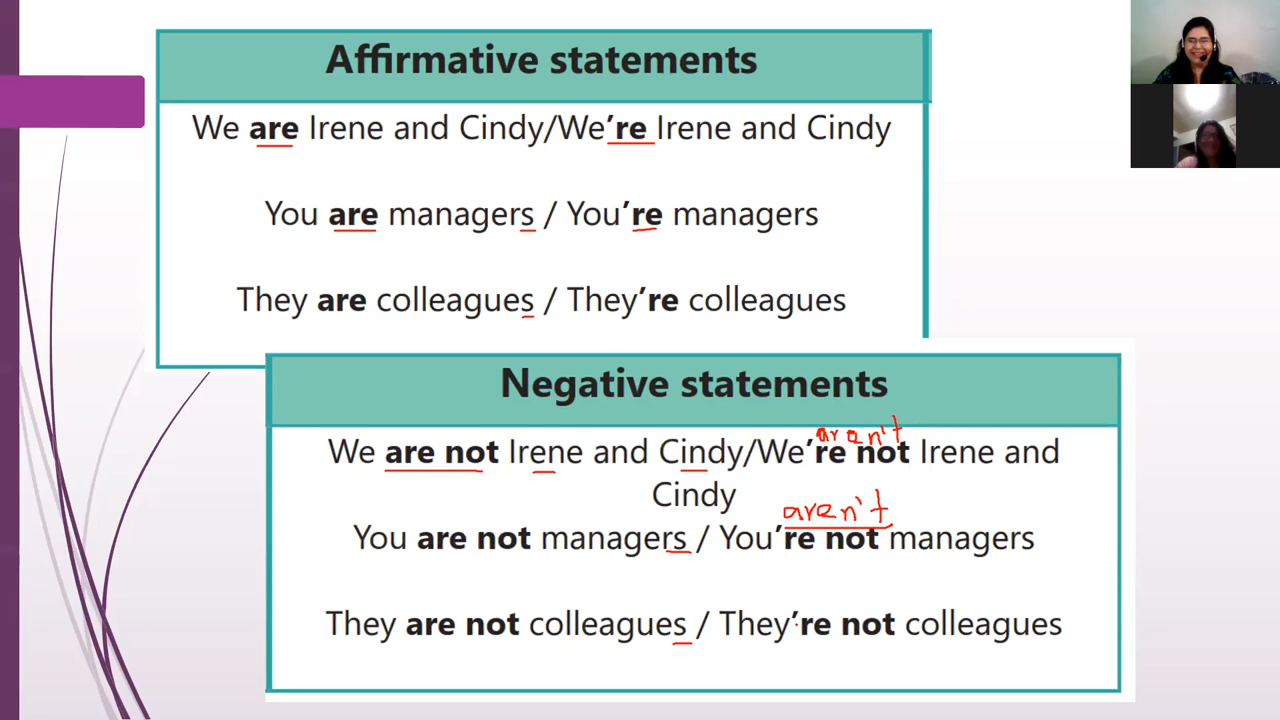 Affirmative statements
We are Irene and Cindy/We're Irene and Cindy
You are managers / You're managers
They are colleagues / They're colleagues
Negative statements
aren't
We are not Irene and Cindy/We're not Irene and
Cindy
aren't
You are not managers / You're not managers
They are not colleagues / They're not colleagues